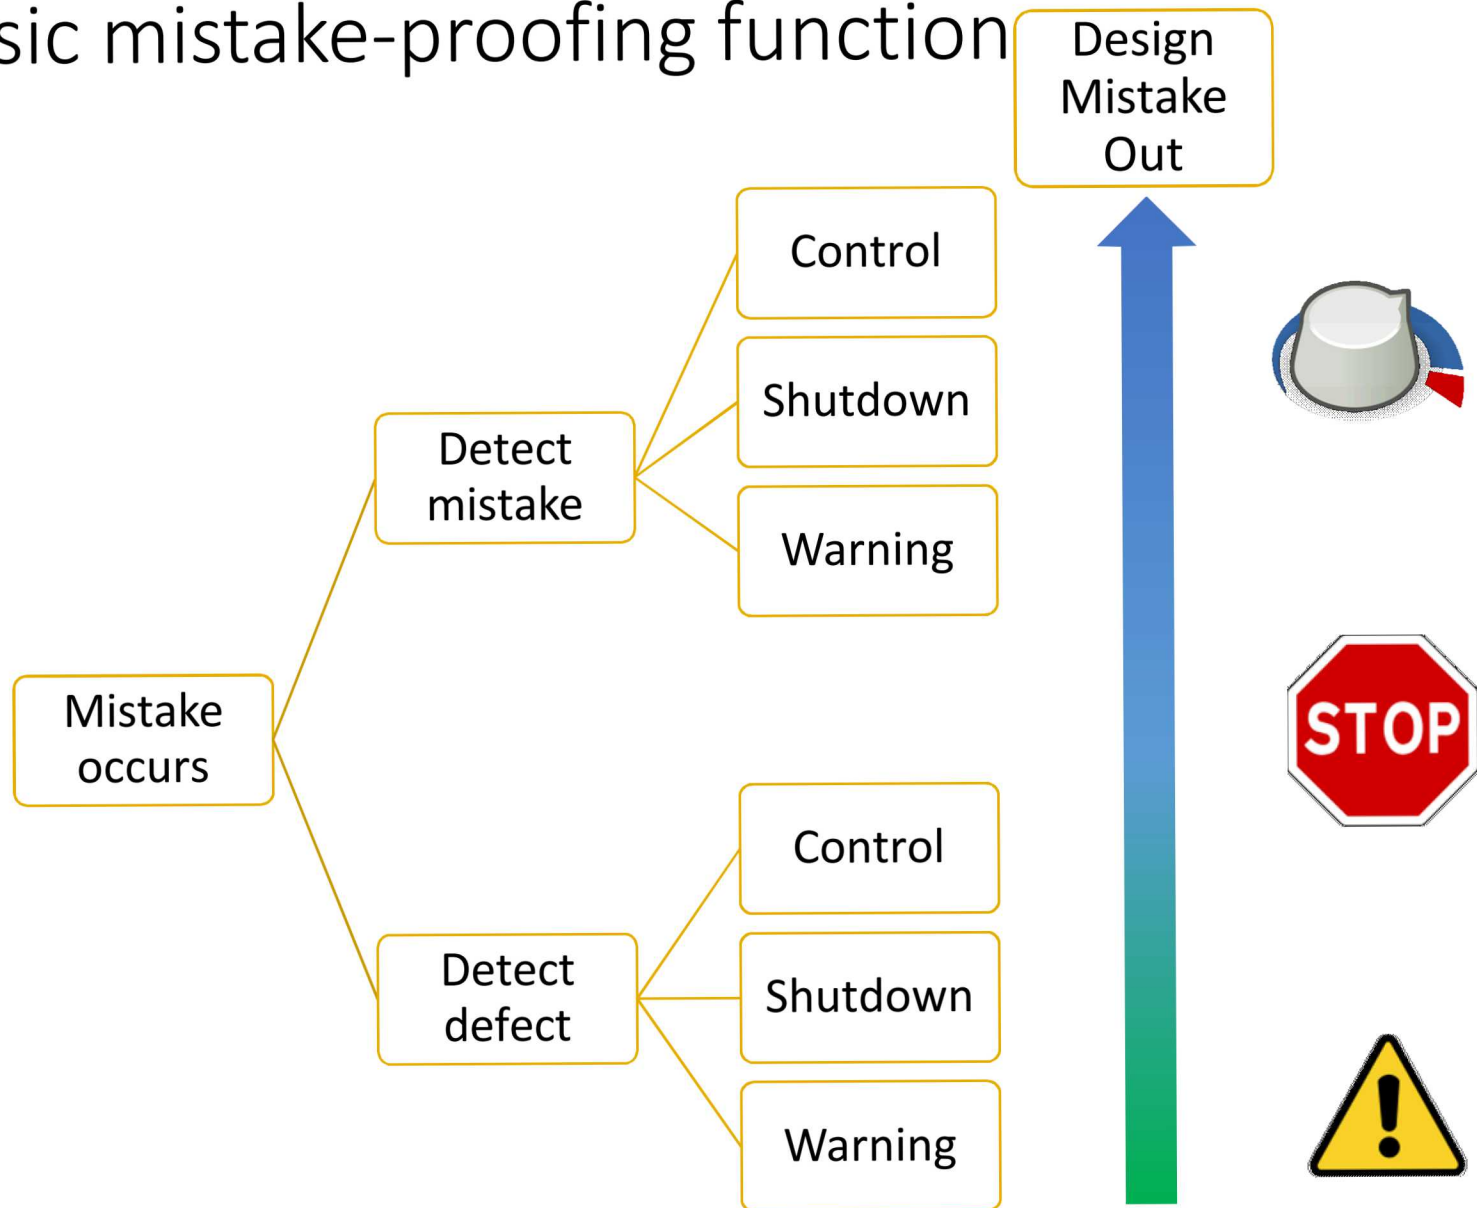 sic mistake-proofing function
Design
Mistake
Out
Control
Shutdown
Warning
Detect
mistake
Mistake
occurs
Detect
defect
Control
Shutdown
Warning
STOP